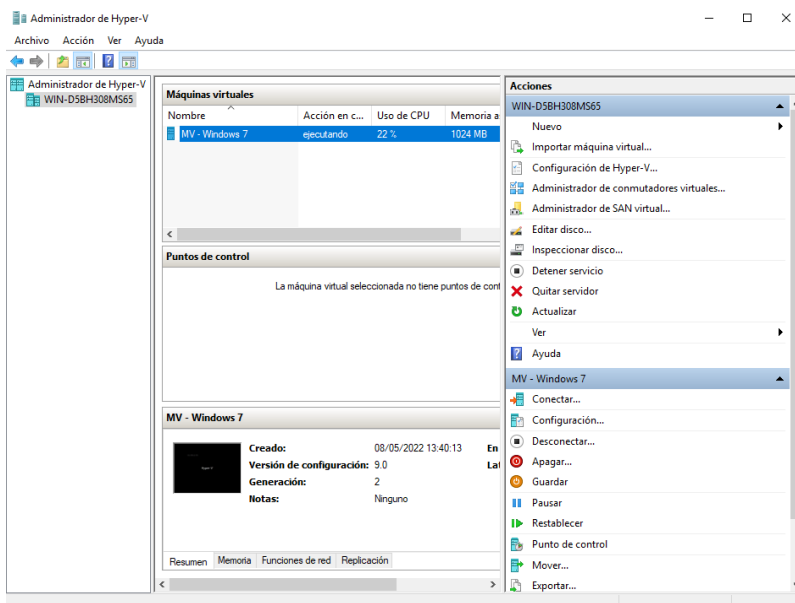 Administrador de Hyper-V
Archivo Acción Ver Ayuda
Administrador de Hyper-V
WIN-D5BH308MS65
Máquinas virtuales
Nombre Acción en c... Uso de CPU Memoria a
MV - Windows 7 ejecutando 22 % 1024 MB
Puntos de control
La máquina virtual seleccionada no tiene puntos de cont
MV - Windows 7
Creado: 08/05/2022 13:40:13 En
Versión de configuración: 9.0 Lat
Generación: 2
Notas: Ninguno
Resumen Memoria Funciones de red Replicación
Acciones
WIN-D5BH308MS65
Nuevo
Importar máquina virtual...
Configuración de Hyper-V...
Administrador de conmutadores virtuales...
Administrador de SAN virtual...
Editar disco...
Inspeccionar disco...
Detener servicio
Quitar servidor
Actualizar
Ver
Ayuda
MV - Windows 7
Conectar...
Configuración...
Desconectar...
Apagar...
Guardar
Pausar
Restablecer
Punto de control
Mover...
Exportar...